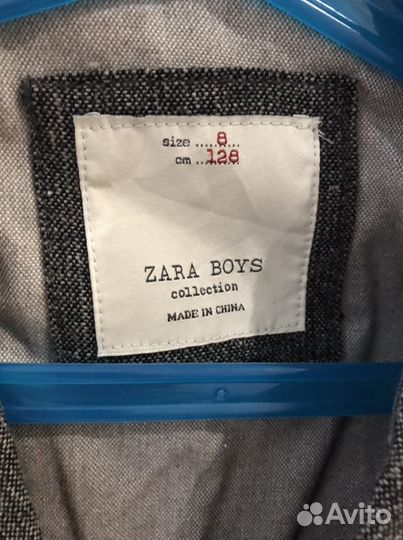 size .....8...
cm ....128...
ZARA BOYS
collection
MADE IN CHINA
Avito